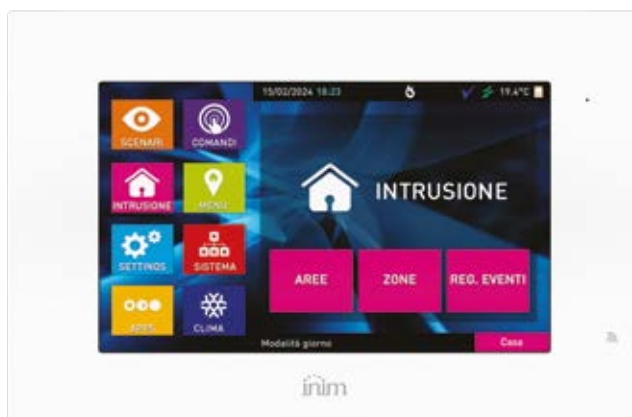 15/02/2024 18:23
19.4°C
SCENARI
COMANDI
INTRUSIONE
MENU
SETTINGS
SISTEMA
APPS
CLIMA
INTRUSIONE
AREE
ZONE
REG. EVENTI
Modalità giorno
Casa
inim